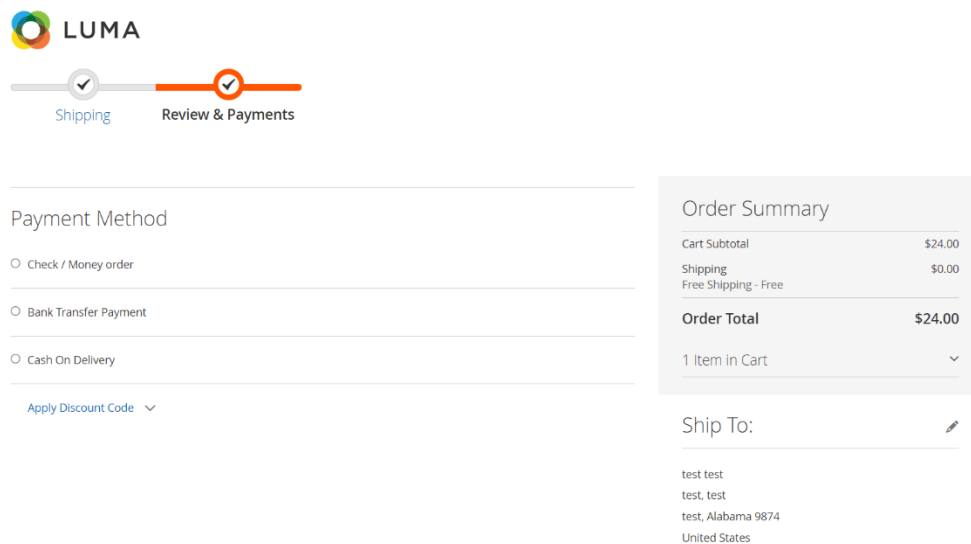 LUMA
Shipping
Review & Payments
Payment Method
Check / Money order
Bank Transfer Payment
Cash On Delivery
Apply Discount Code
Order Summary
Cart Subtotal $24.00
Shipping $0.00
Free Shipping - Free
Order Total $24.00
1 Item in Cart
Ship To:
test test
test, test
test, Alabama 9874
United States